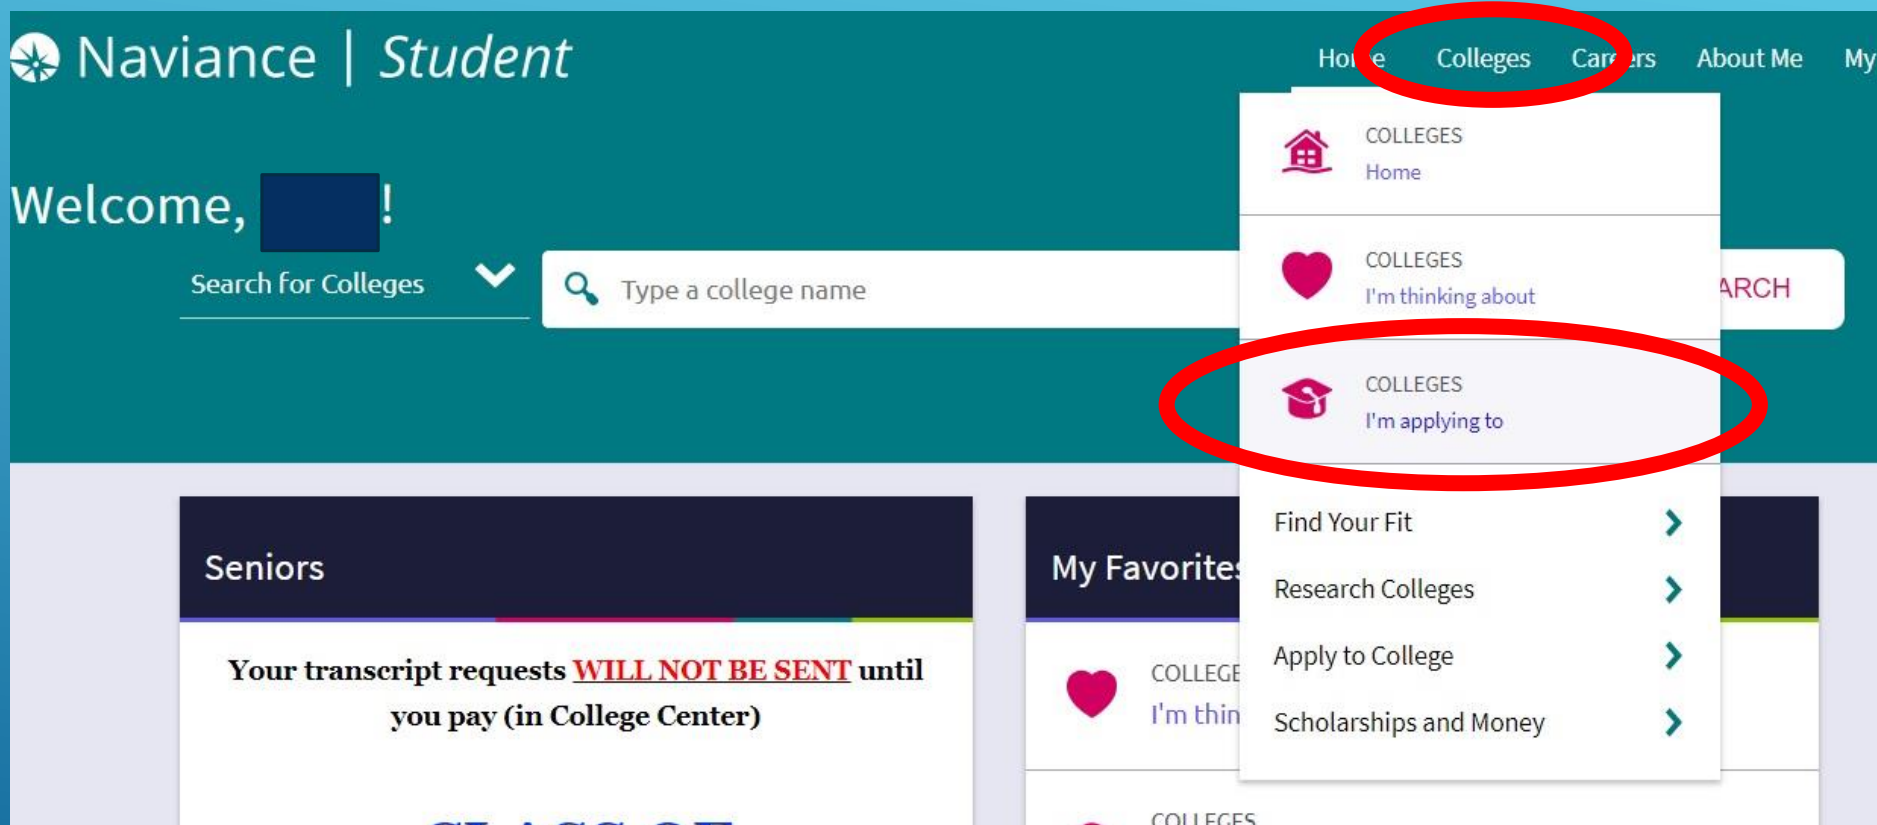 Naviance | Student
Home Colleges Careers About Me My
Welcome, !
Search for Colleges
Type a college name
ARCH
COLLEGES
Home
COLLEGES
I'm thinking about
COLLEGES
I'm applying to
Find Your Fit
Research Colleges
Apply to College
Scholarships and Money
Seniors
Your transcript requests WILL NOT BE SENT until
you pay (in College Center)
CLASS OF
My Favorites
COLLEGE
I'm thin
COLLEGES